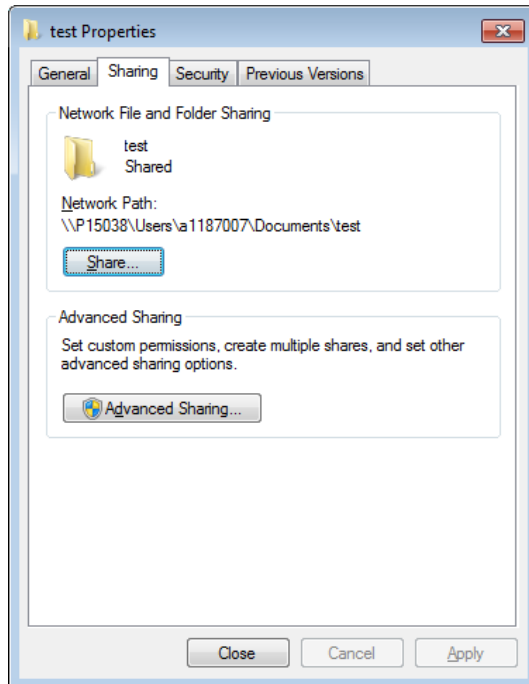 test Properties
General Sharing Security Previous Versions
Network File and Folder Sharing
test
Shared
Network Path:
\\P15038\Users\a1187007\Documents\test
Share...
Advanced Sharing
Set custom permissions, create multiple shares, and set other
advanced sharing options.
Advanced Sharing...
Close Cancel Apply